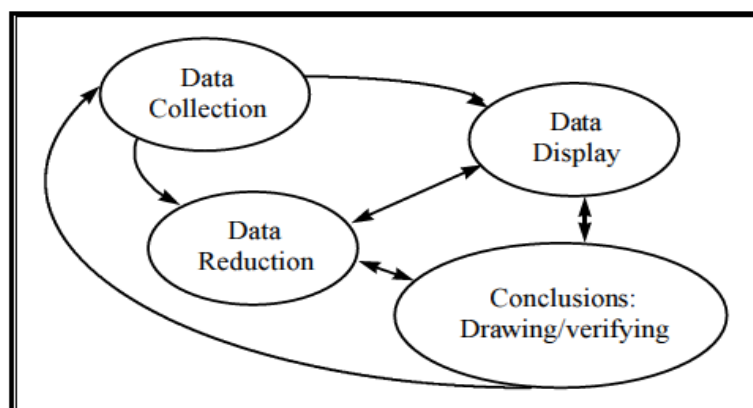 Data
Collection
Data
Display
Data
Reduction
Conclusions:
Drawing/verifying